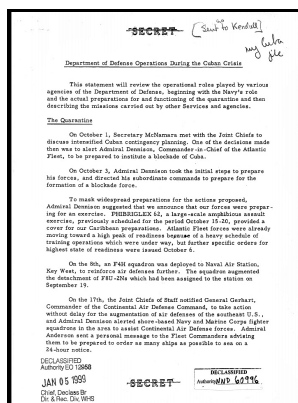 SECRET
[Sent to Kendall]
my Cuba
file
Department of Defense Operations During the Cuban Crisis
This statement will review the operational roles played by various
agencies of the Department of Defense, beginning with the Navy's role
and the actual preparations for and functioning of the quarantine and then
describing the missions carried out by other Services and agencies.
The Quarantine
On October 1, Secretary McNamara met with the Joint Chiefs to
discuss intensified Cuban contingency planning. One of the decisions made
then was to alert Admiral Dennison, Commander-in-Chief of the Atlantic
Fleet, to be prepared to institute a blockade of Cuba.
On October 3, Admiral Dennison took the initial steps to prepare
his forces, and directed his subordinate commands to prepare for the
formation of a blockade force.
To mask widespread preparations for the actions proposed,
Admiral Dennison suggested that we announce that our forces were prepar-
ing for an exercise. PHIBRIGLEX 62, a large-scale amphibious assault
exercise, previously scheduled for the period October 15-20, provided a
cover for our Caribbean preparations. Atlantic Fleet forces were already
moving toward a high peak of readiness because of a heavy schedule of
training operations which were under way, but further specific orders for
highest state of readiness were issued October 6.
On the 8th, an F4H squadron was deployed to Naval Air Station,
Key West, to reinforce air defenses there. The squadron augmented
the detachment of F8U-2Ns which had been assigned to the station on
September 19.
On the 17th, the Joint Chiefs of Staff notified General Gerhart,
Commander of the Continental Air Defense Command, to take action
without delay for the augmentation of air defenses of the southeast U.S.,
and Admiral Dennison alerted shore-based Navy and Marine Corps fighter
squadrons in the area to assist Continental Air Defense forces. Admiral
Anderson sent a personal message to the Fleet Commanders advising
them to be prepared to order as many ships as possible to sea on a
24-hour notice.
DECLASSIFIED
Authority EO 12958
JAN 05 1999
Chief, Declass Br
Dir. & Rec. Div, WHS
SECRET
DECLASSIFIED
Authority NND 60996